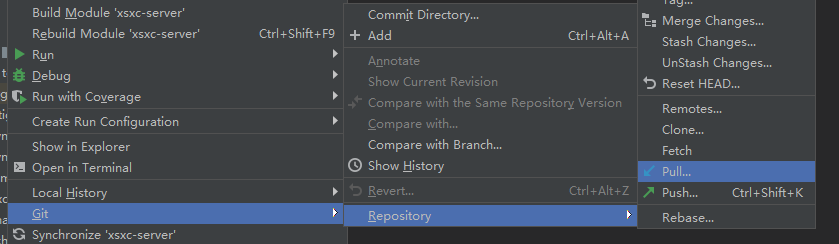 Build Module 'xsxc-server'
Rebuild Module 'xsxc-server' Ctrl+Shift+F9
Run
Debug
Run with Coverage
Create Run Configuration
Show in Explorer
Open in Terminal
Local History
Git
Synchronize 'xsxc-server'
Commit Directory...
Add Ctrl+Alt+A
Annotate
Show Current Revision
Compare with the Same Repository Version
Compare with...
Compare with Branch...
Show History
Revert... Ctrl+Alt+Z
Repository
Tag...
Merge Changes...
Stash Changes...
UnStash Changes...
Reset HEAD...
Remotes...
Clone...
Fetch
Pull...
Push... Ctrl+Shift+K
Rebase...